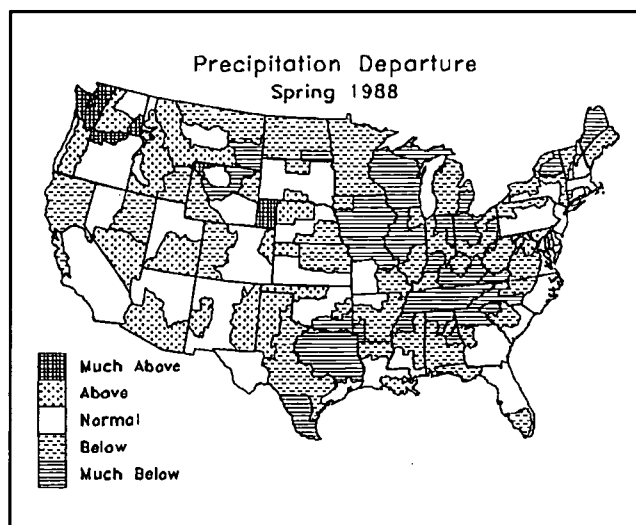 Precipitation Departure
Spring 1988
Much Above
Above
Normal
Below
Much Below